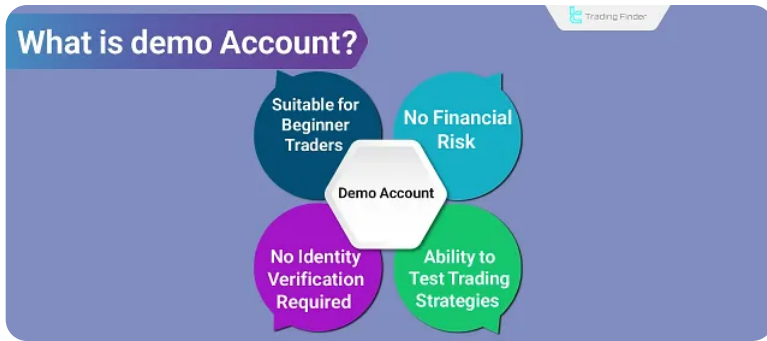 What is demo Account?
Trading Finder
Suitable for
Beginner
Traders
No Financial
Risk
Demo Account
No Identity
Verification
Required
Ability to
Test Trading
Strategies